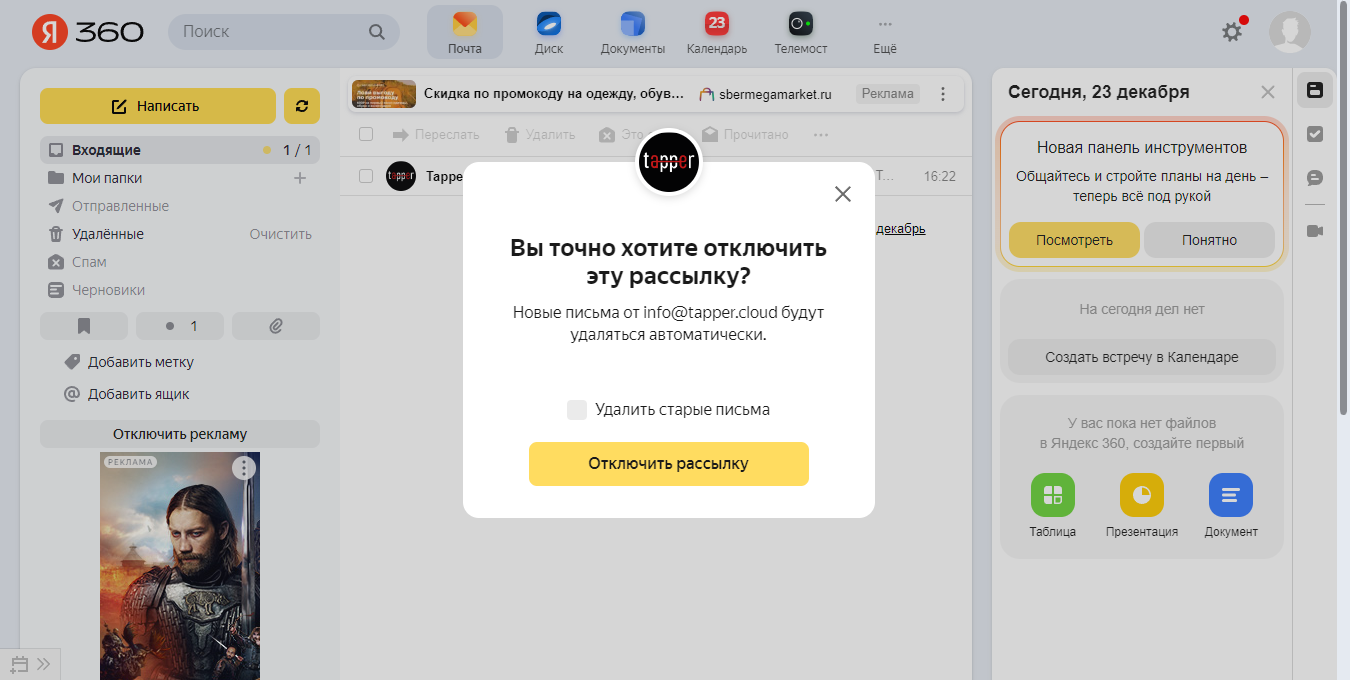 Я 360
Поиск
Почта
Диск
Документы
23
Календарь
Телемост
Ещё
Написать
Входящие 1 / 1
Мои папки
Отправленные
Удалённые Очистить
Спам
Черновики
1
Добавить метку
Добавить ящик
Отключить рекламу
РЕКЛАМА
Скидка по промокоду на одежду, обув... sbermegamarket.ru Реклама
Переслать Удалить Это Прочитано
tapper Tappe Т... 16:22
декабрь
tapper
Вы точно хотите отключить
эту рассылку?
Новые письма от info@tapper.cloud будут
удаляться автоматически.
Удалить старые письма
Отключить рассылку
Сегодня, 23 декабря
Новая панель инструментов
Общайтесь и стройте планы на день –
теперь всё под рукой
Посмотреть Понятно
На сегодня дел нет
Создать встречу в Календаре
У вас пока нет файлов
в Яндекс 360, создайте первый
Таблица Презентация Документ